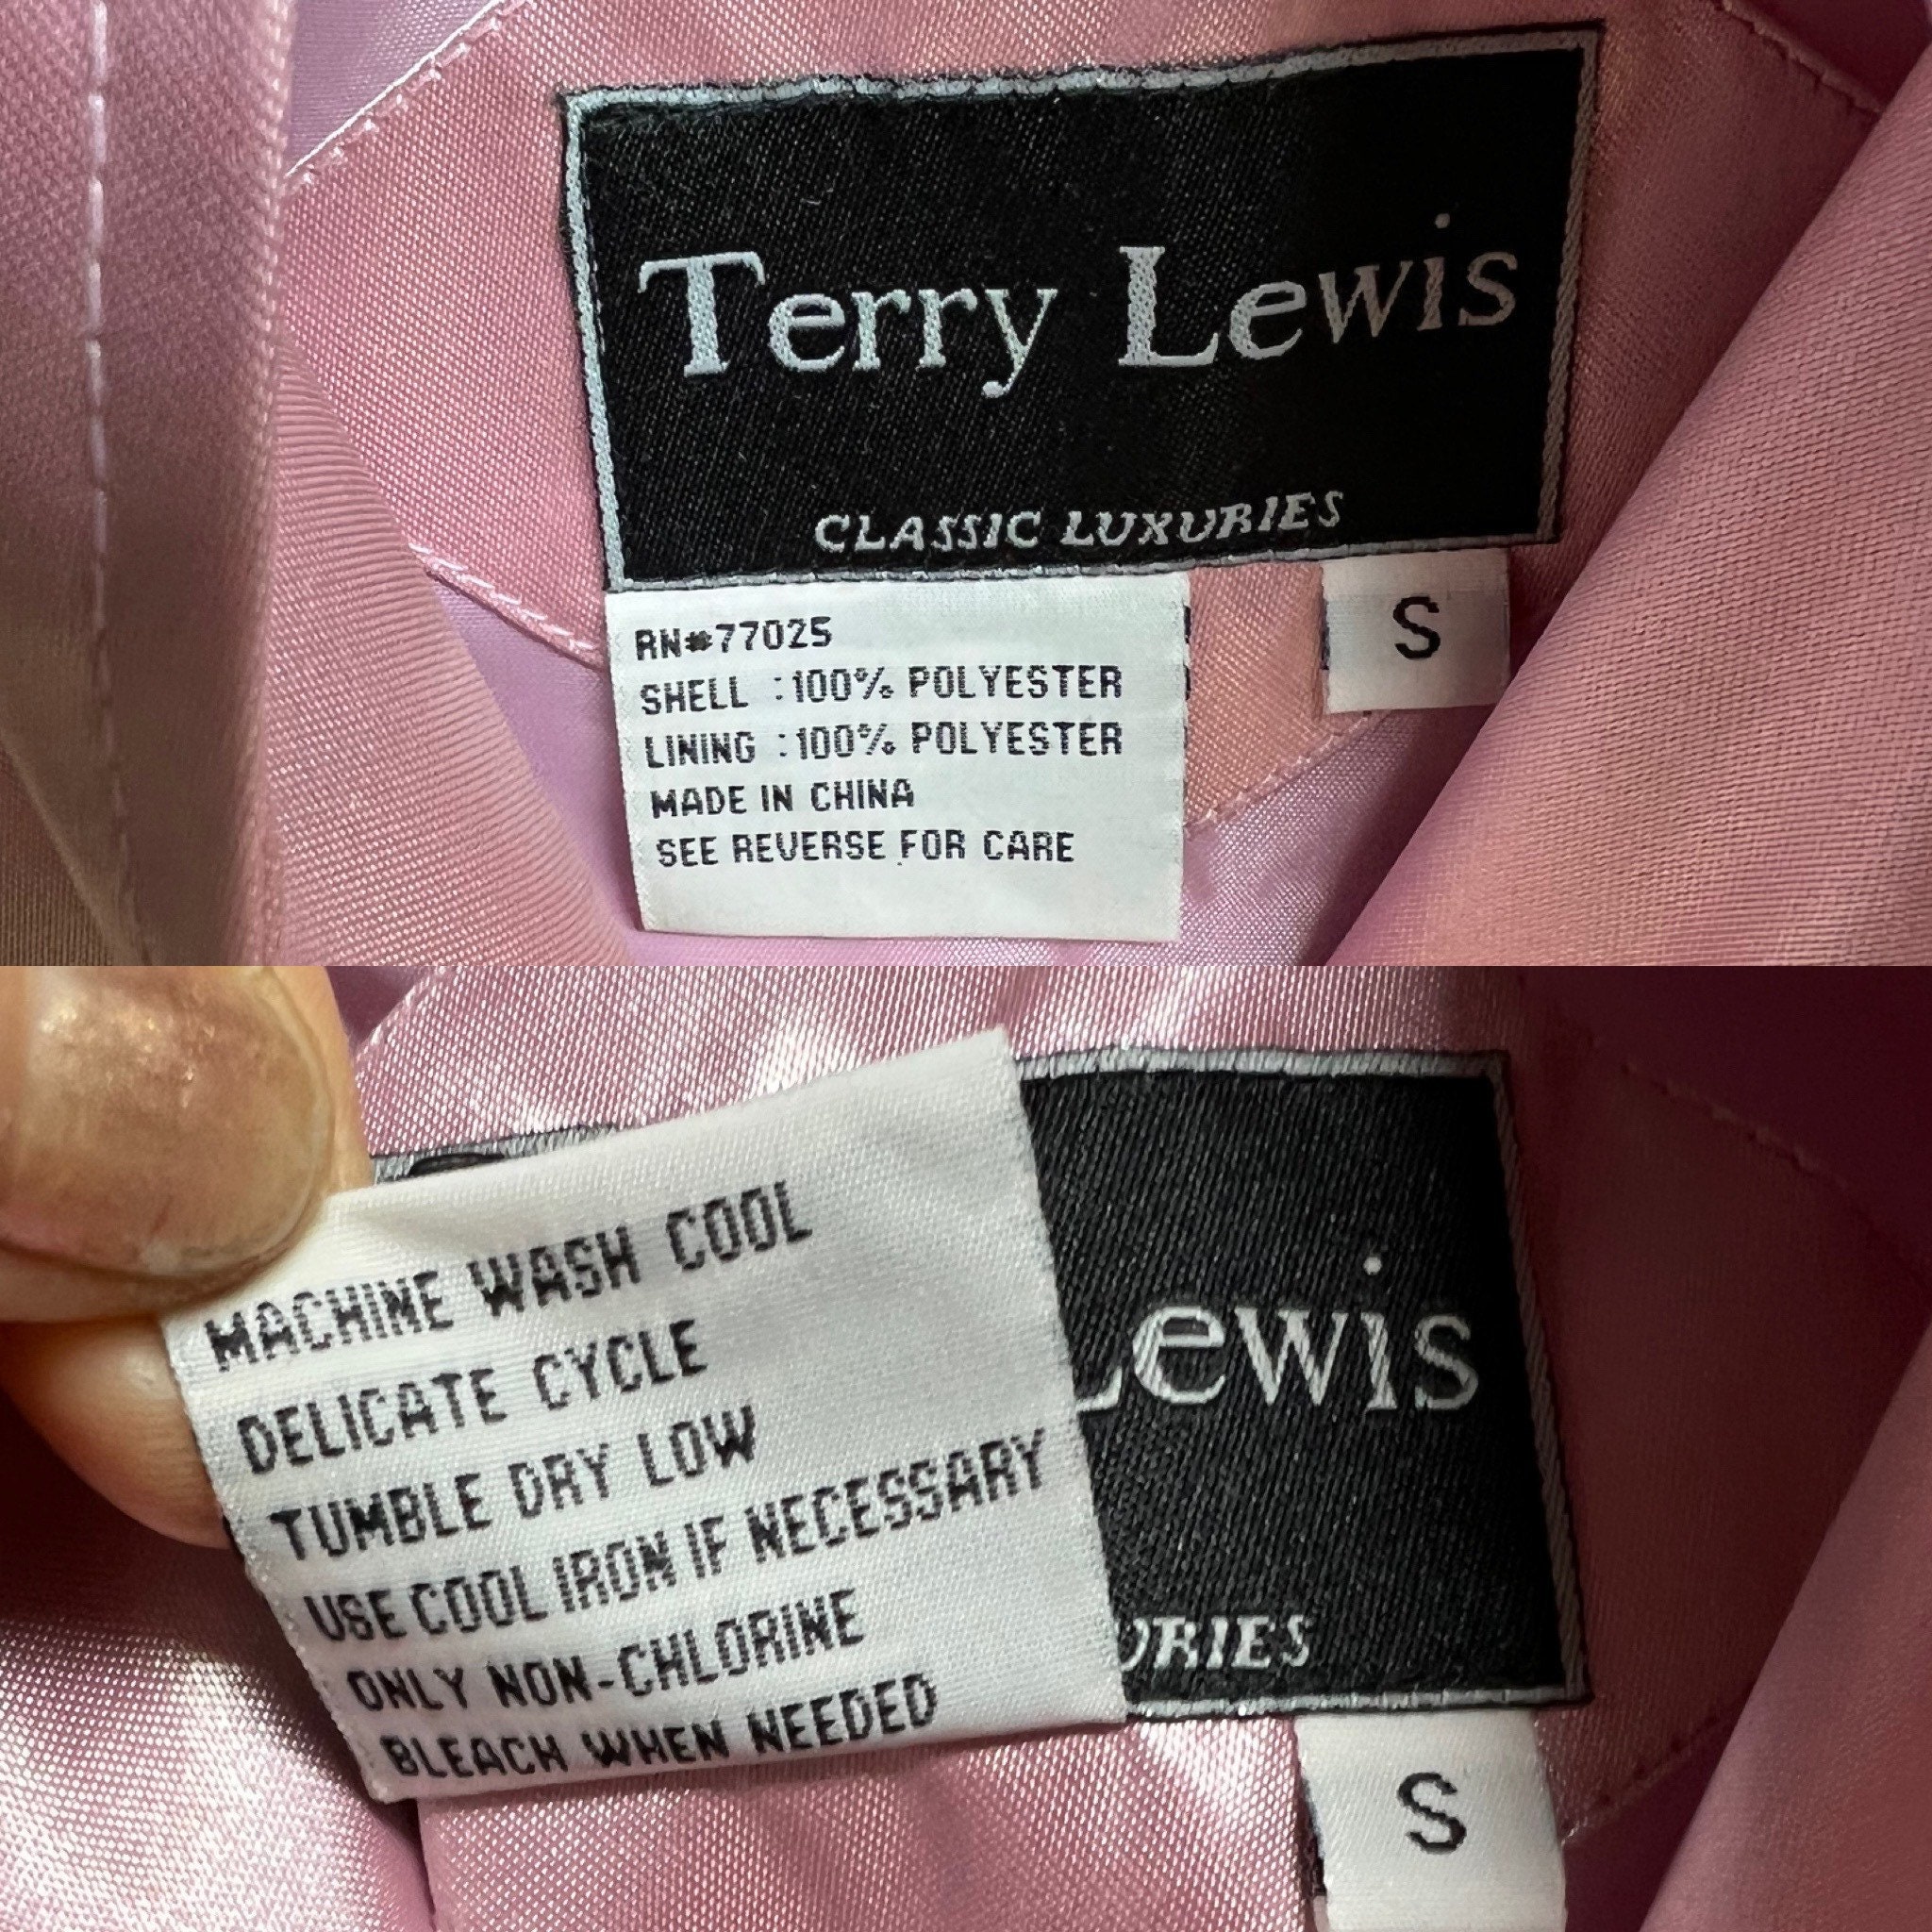 Terry Lewis
CLASSIC LUXURIES
RN#77025
SHELL :100% POLYESTER
LINING :100% POLYESTER
MADE IN CHINA
SEE REVERSE FOR CARE
S
MACHINE WASH COOL
DELICATE CYCLE
TUMBLE DRY LOW
USE COOL IRON IF NECESSARY
ONLY NON-CHLORINE
BLEACH WHEN NEEDED
Lewis
URIES
S